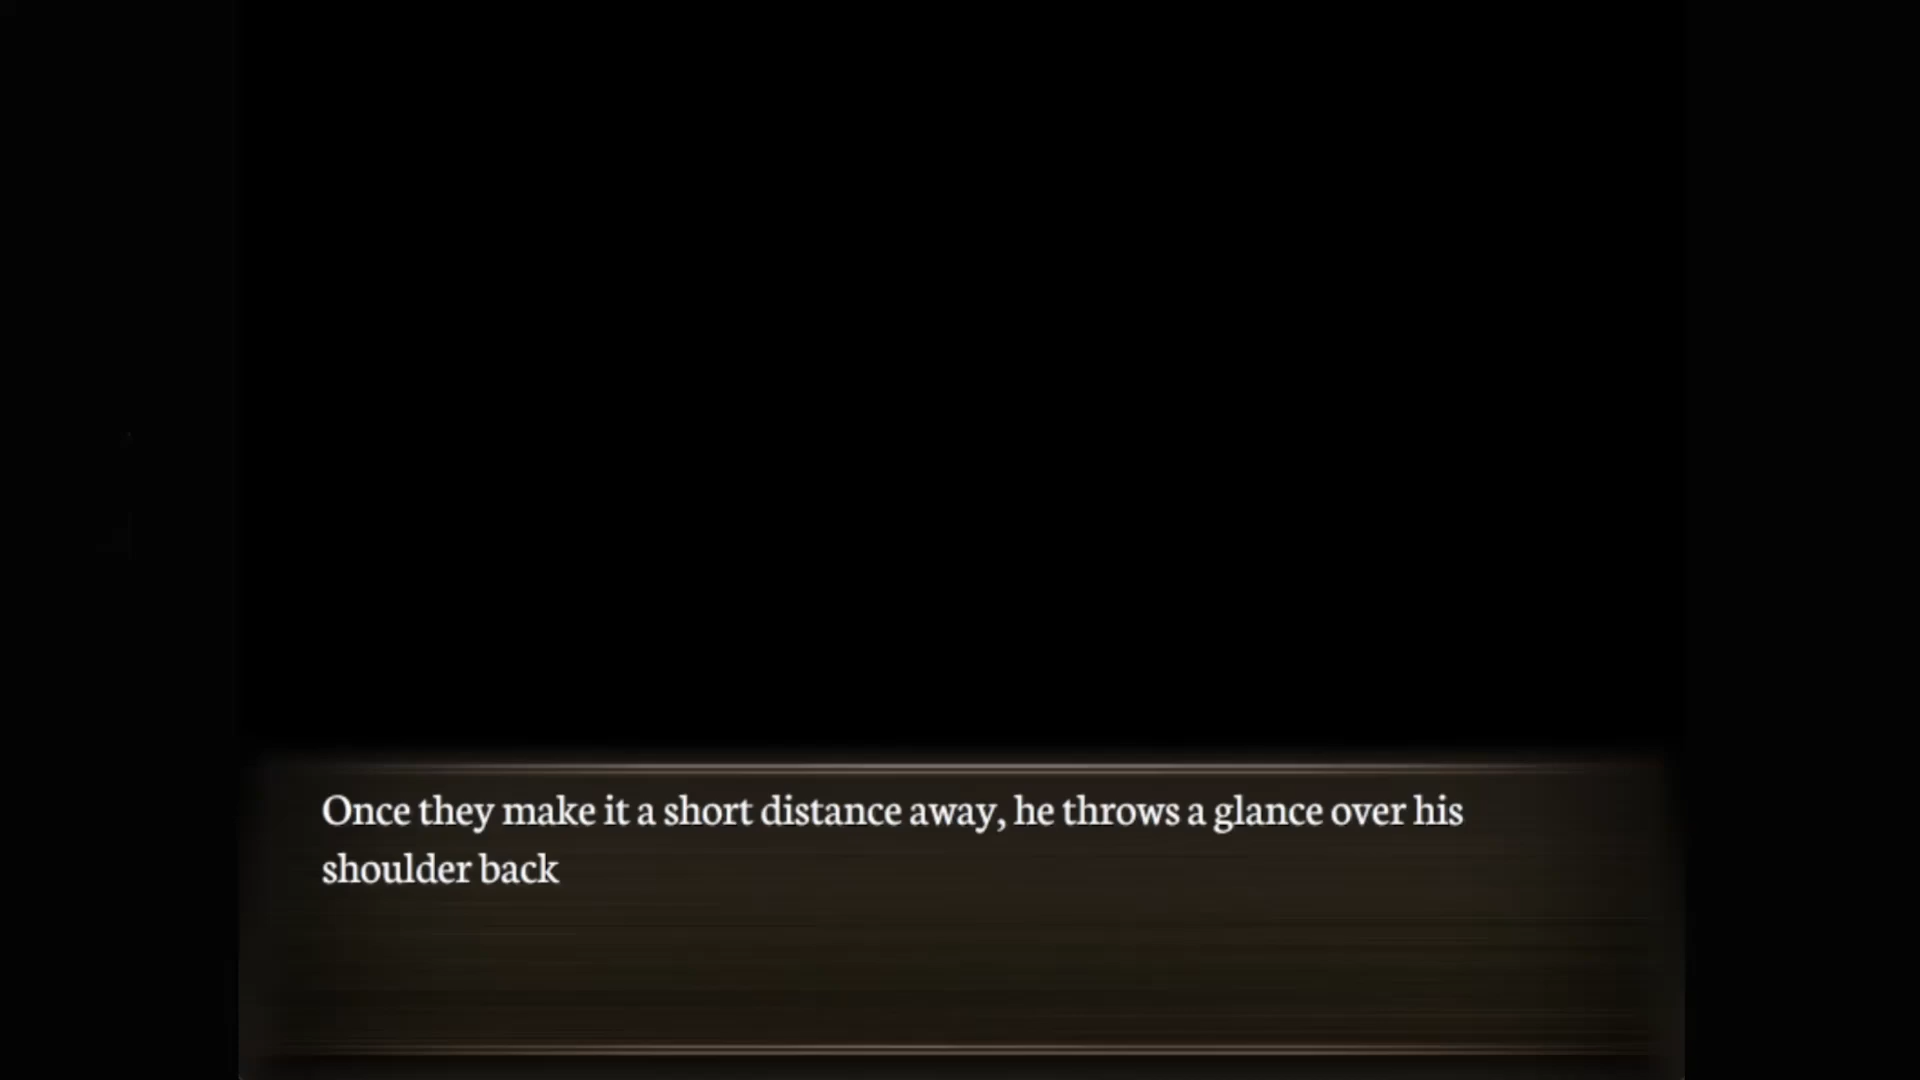 Once they make it a short distance away, he throws a glance over his
shoulder back